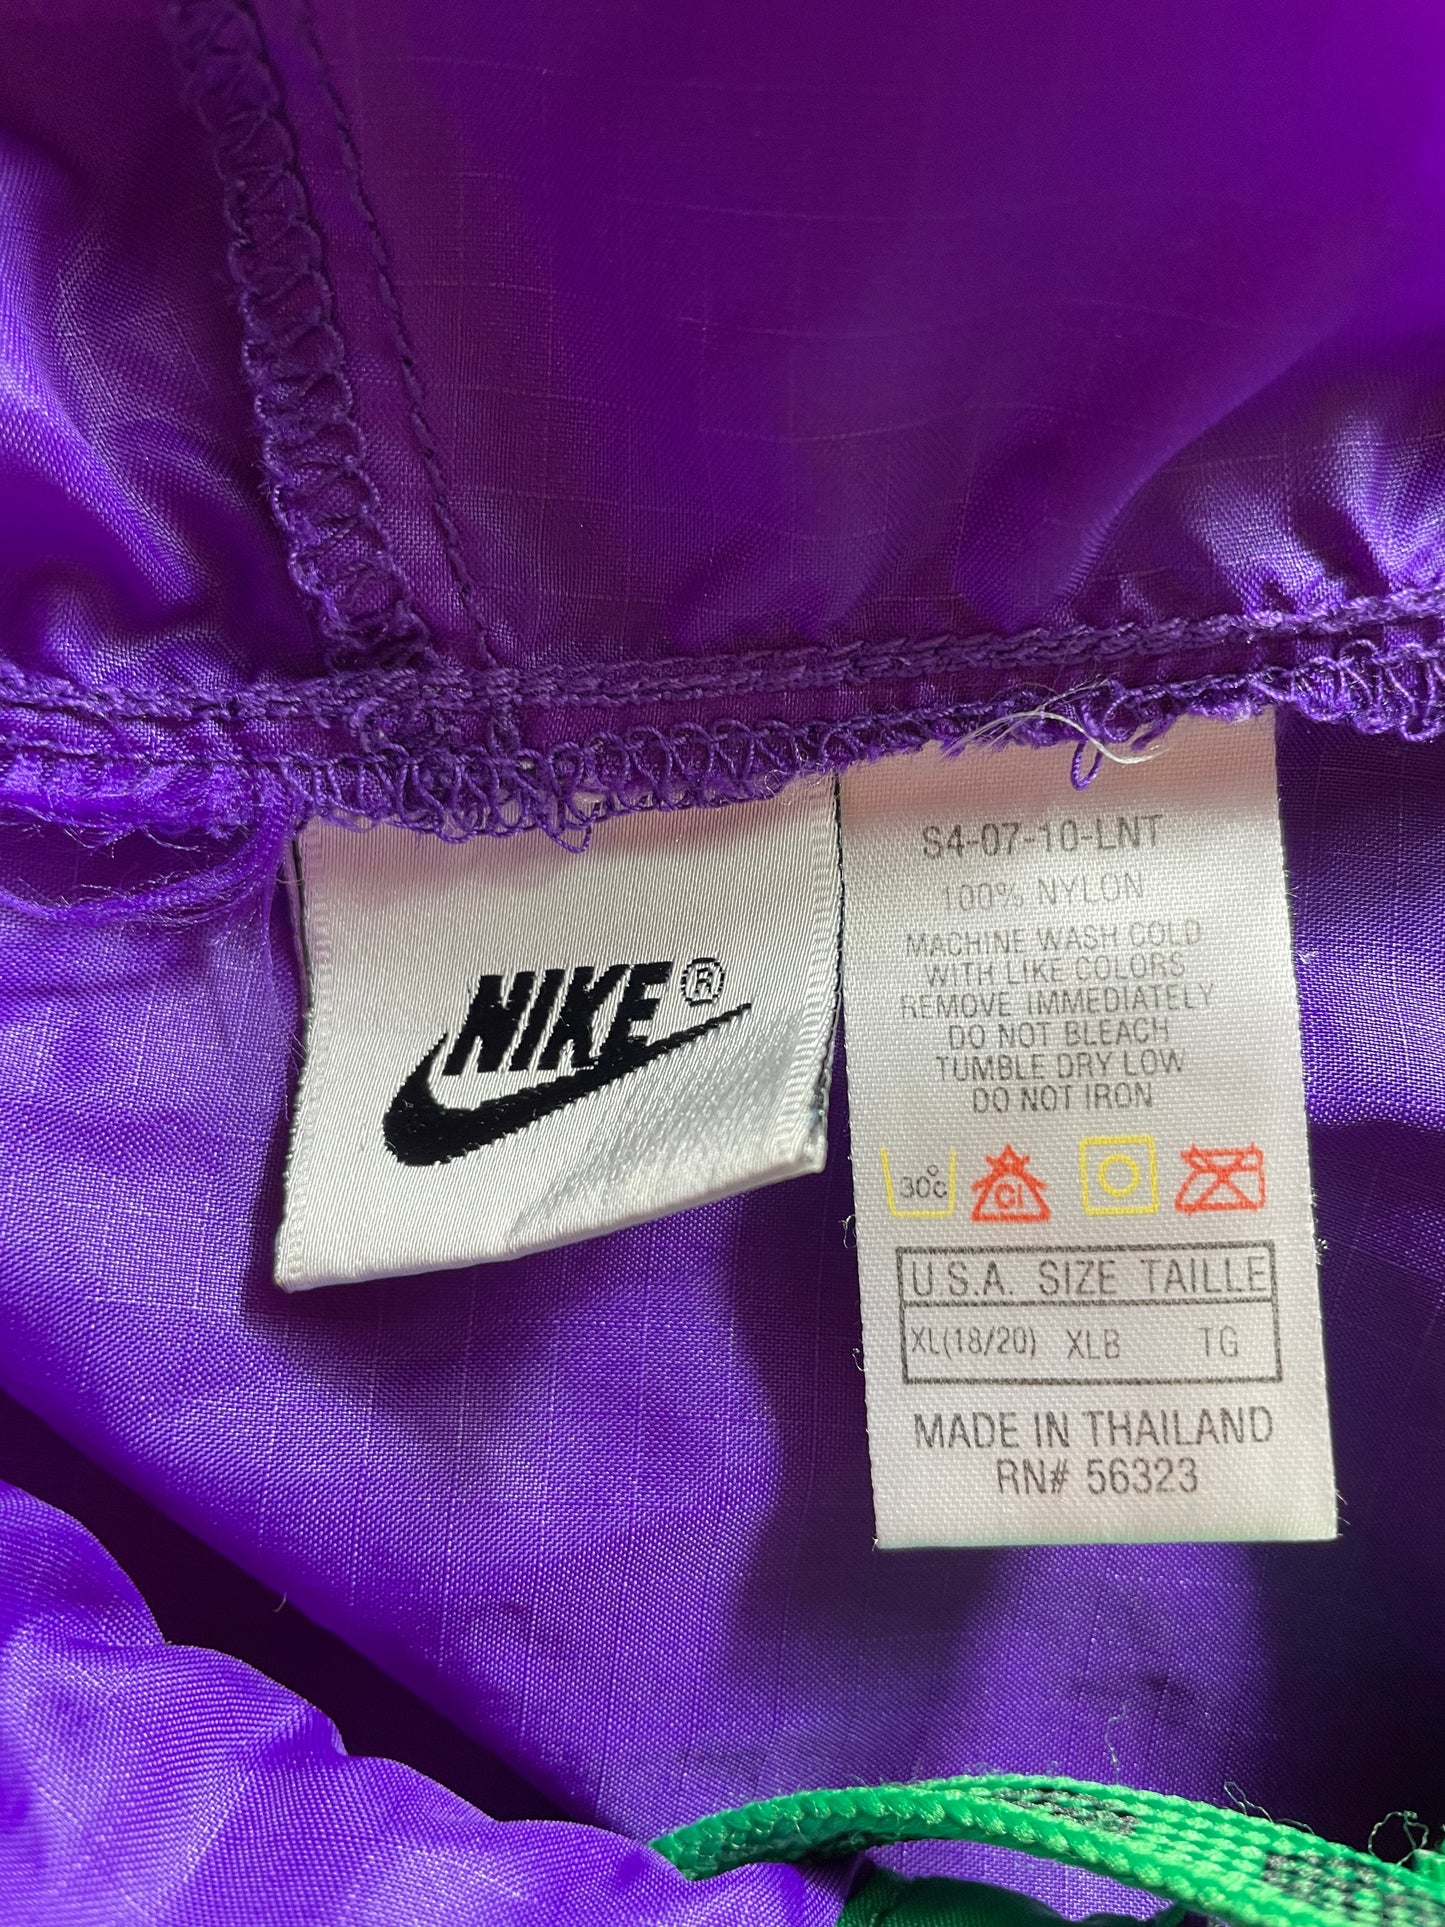 NIKE®
S4-07-10-LNT
100% NYLON
MACHINE WASH COLD
WITH LIKE COLORS
REMOVE IMMEDIATELY
DO NOT BLEACH
TUMBLE DRY LOW
DO NOT IRON
30°c Cl
U.S.A. SIZE TAILLE
XL(18/20) XLB TG
MADE IN THAILAND
RN# 56323